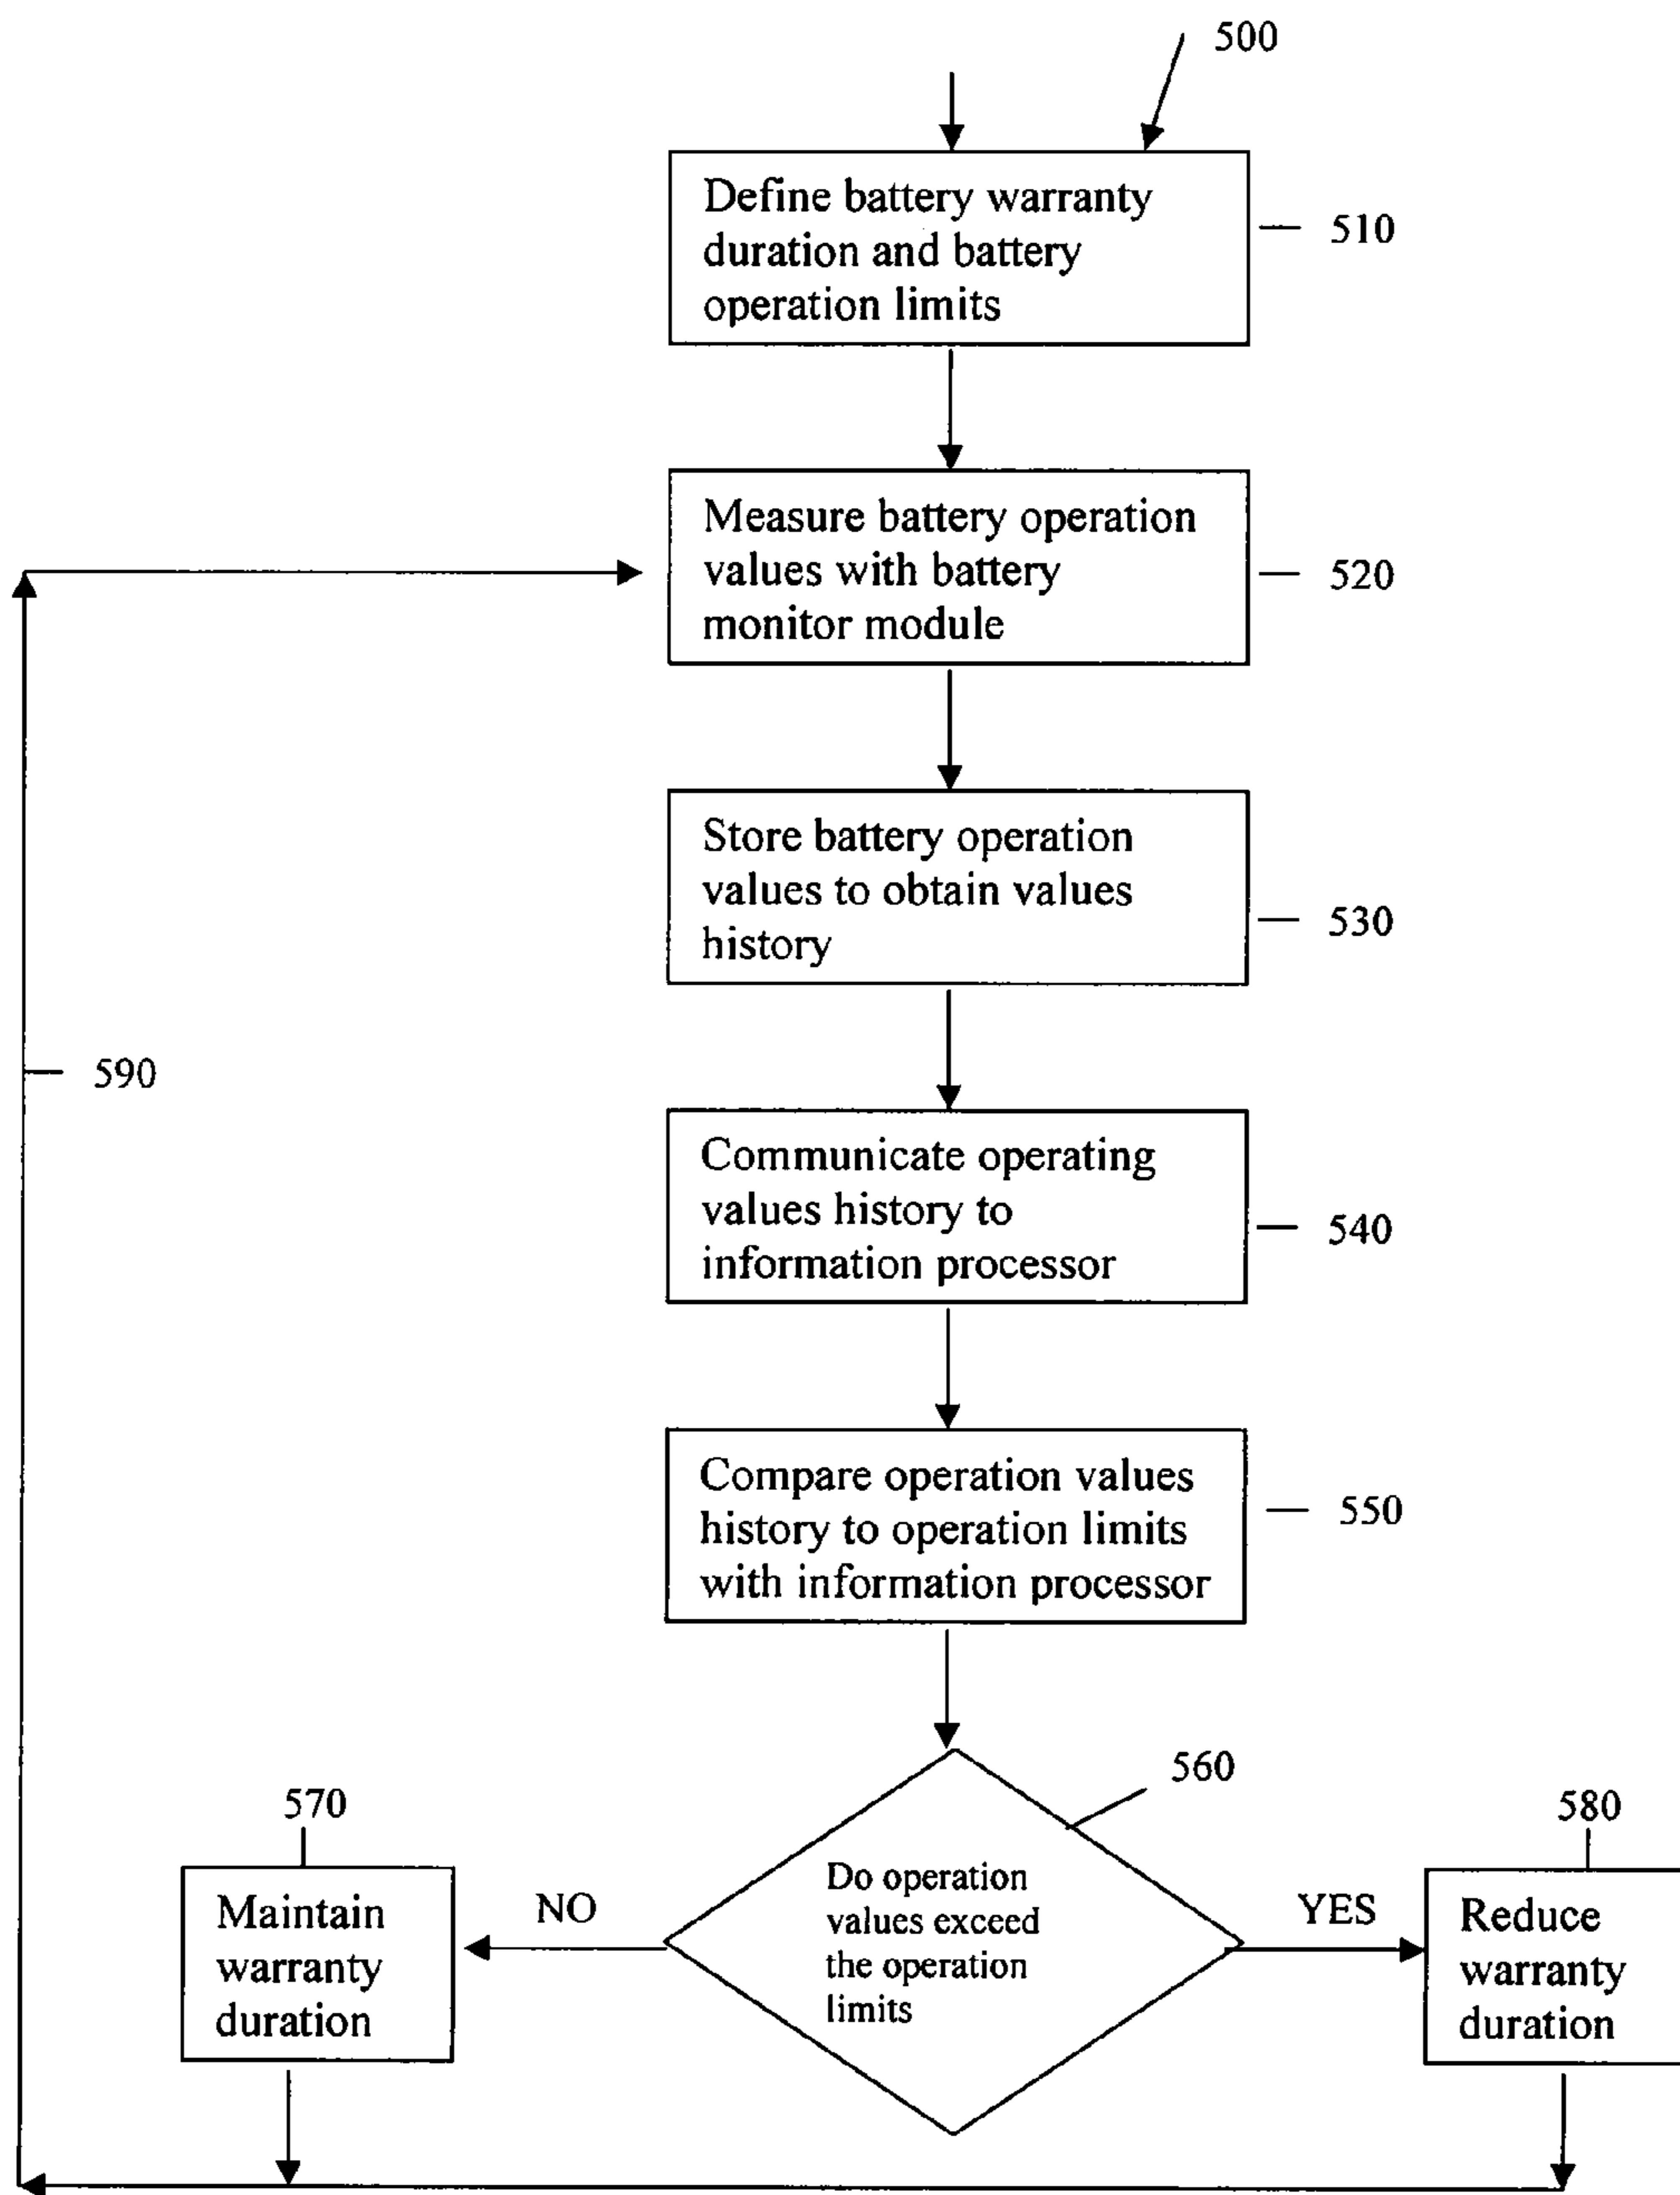 500
Define battery warranty
duration and battery
operation limits
510
Measure battery operation
values with battery
monitor module
520
Store battery operation
values to obtain values
history
530
590
Communicate operating
values history to
information processor
540
Compare operation values
history to operation limits
with information processor
550
560
570
580
Do operation
values exceed
the operation
limits
NO
YES
Maintain
warranty
duration
Reduce
warranty
duration